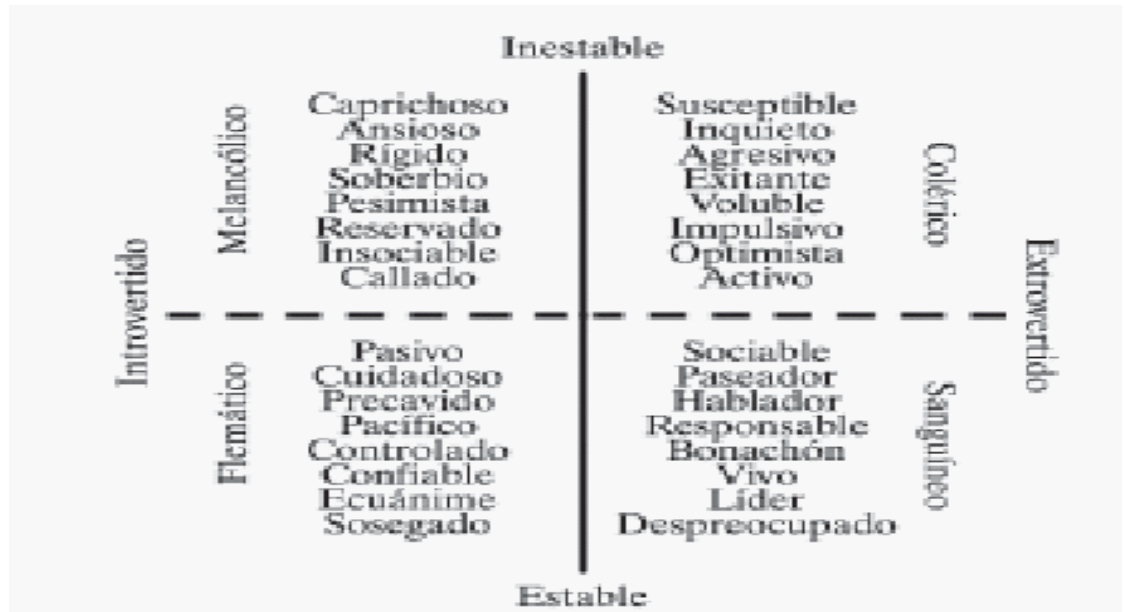 Inestable
Melancólico
Caprichoso
Ansioso
Rígido
Soberbio
Pesimista
Reservado
Insociable
Callado
Susceptible
Inquieto
Agresivo
Exitante
Voluble
Impulsivo
Optimista
Activo
Colérico
Introvertido
Extrovertido
Flemático
Pasivo
Cuidadoso
Precavido
Pacífico
Controlado
Confiable
Ecuánime
Sosegado
Sociable
Paseador
Hablador
Responsable
Bonachón
Vivo
Líder
Despreocupado
Sanguíneo
Estable